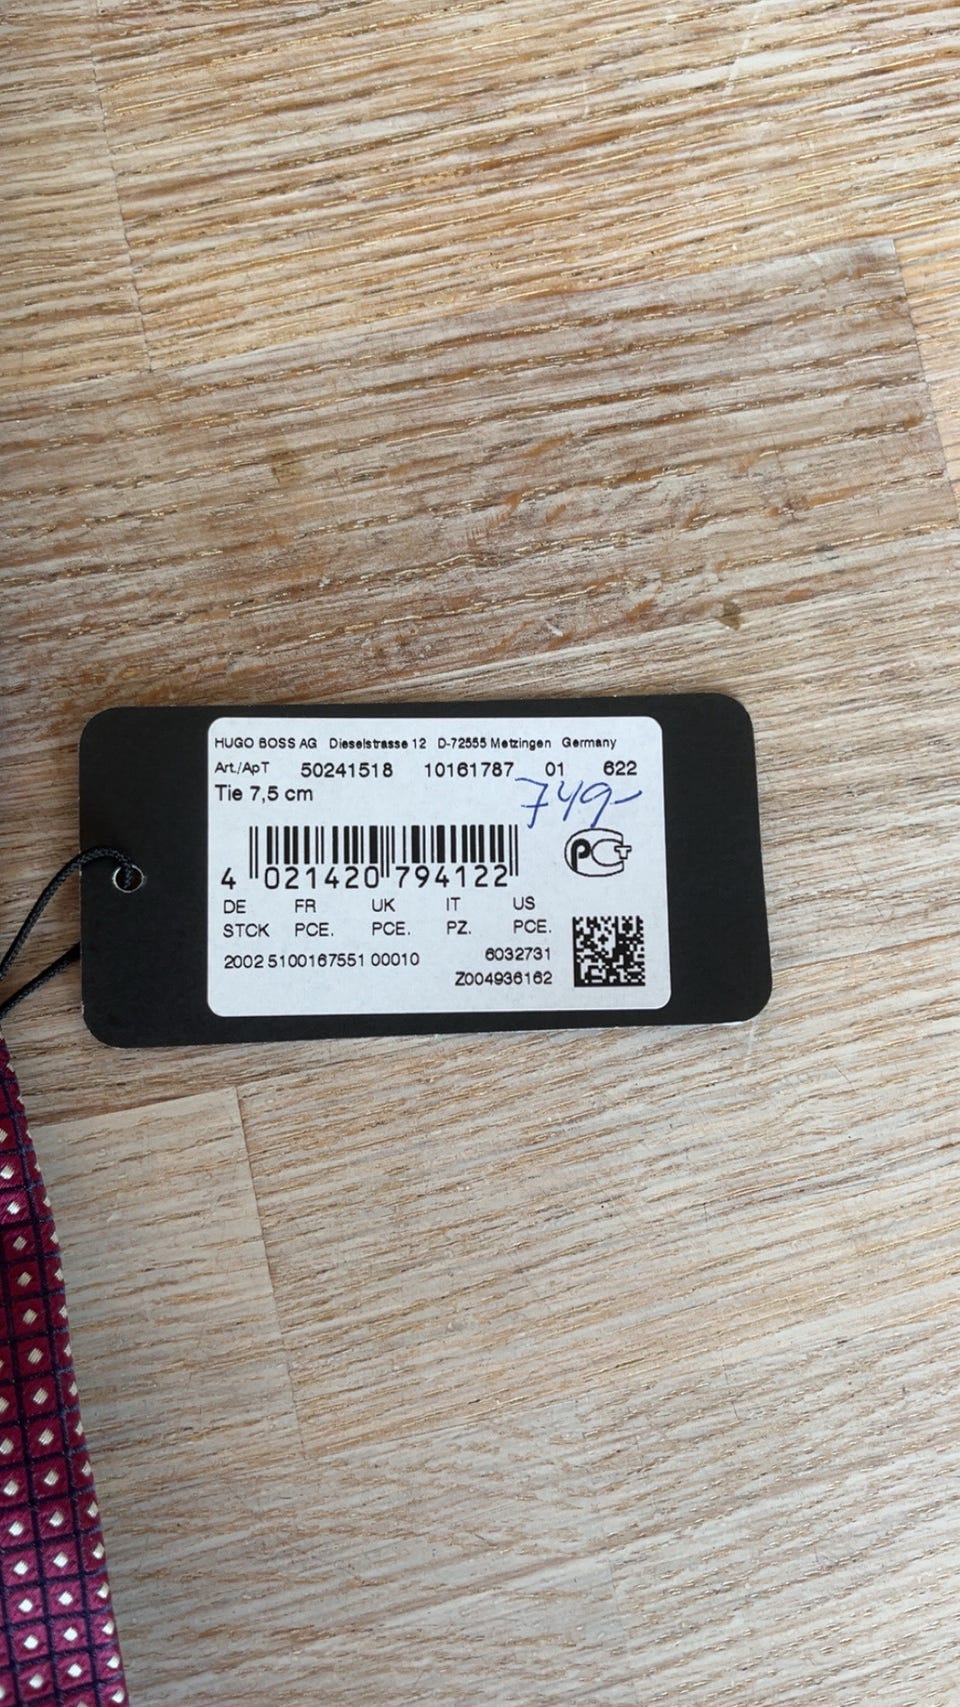 HUGO BOSS AG Dieselstrasse 12 D-72555 Metzingen Germany
Art./ApT 50241518 10161787 01 622
Tie 7,5 cm
749-
PCT
4 021420 794122
DE FR UK IT US
STCK PCE. PCE. PZ. PCE.
2002 5100167551 00010 6032731
Z004936162